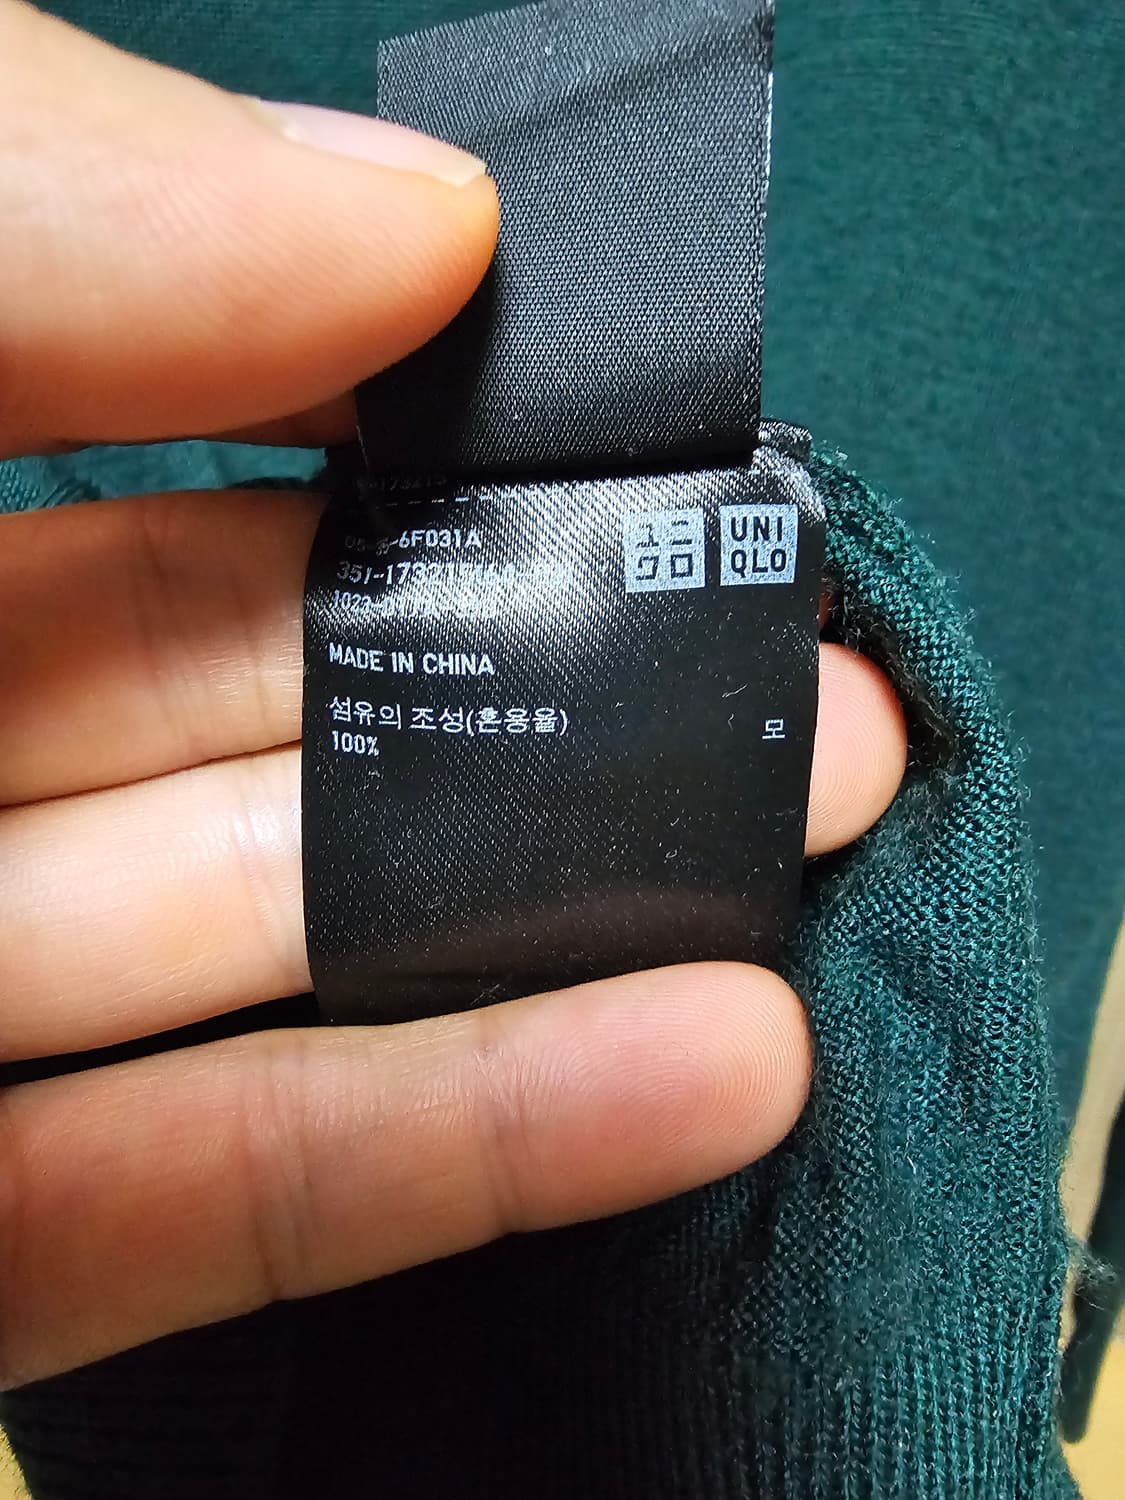 6F031A
ユニ
クロ
UNI
QLO
MADE IN CHINA
섬유의 조성(혼용율)
100% 모